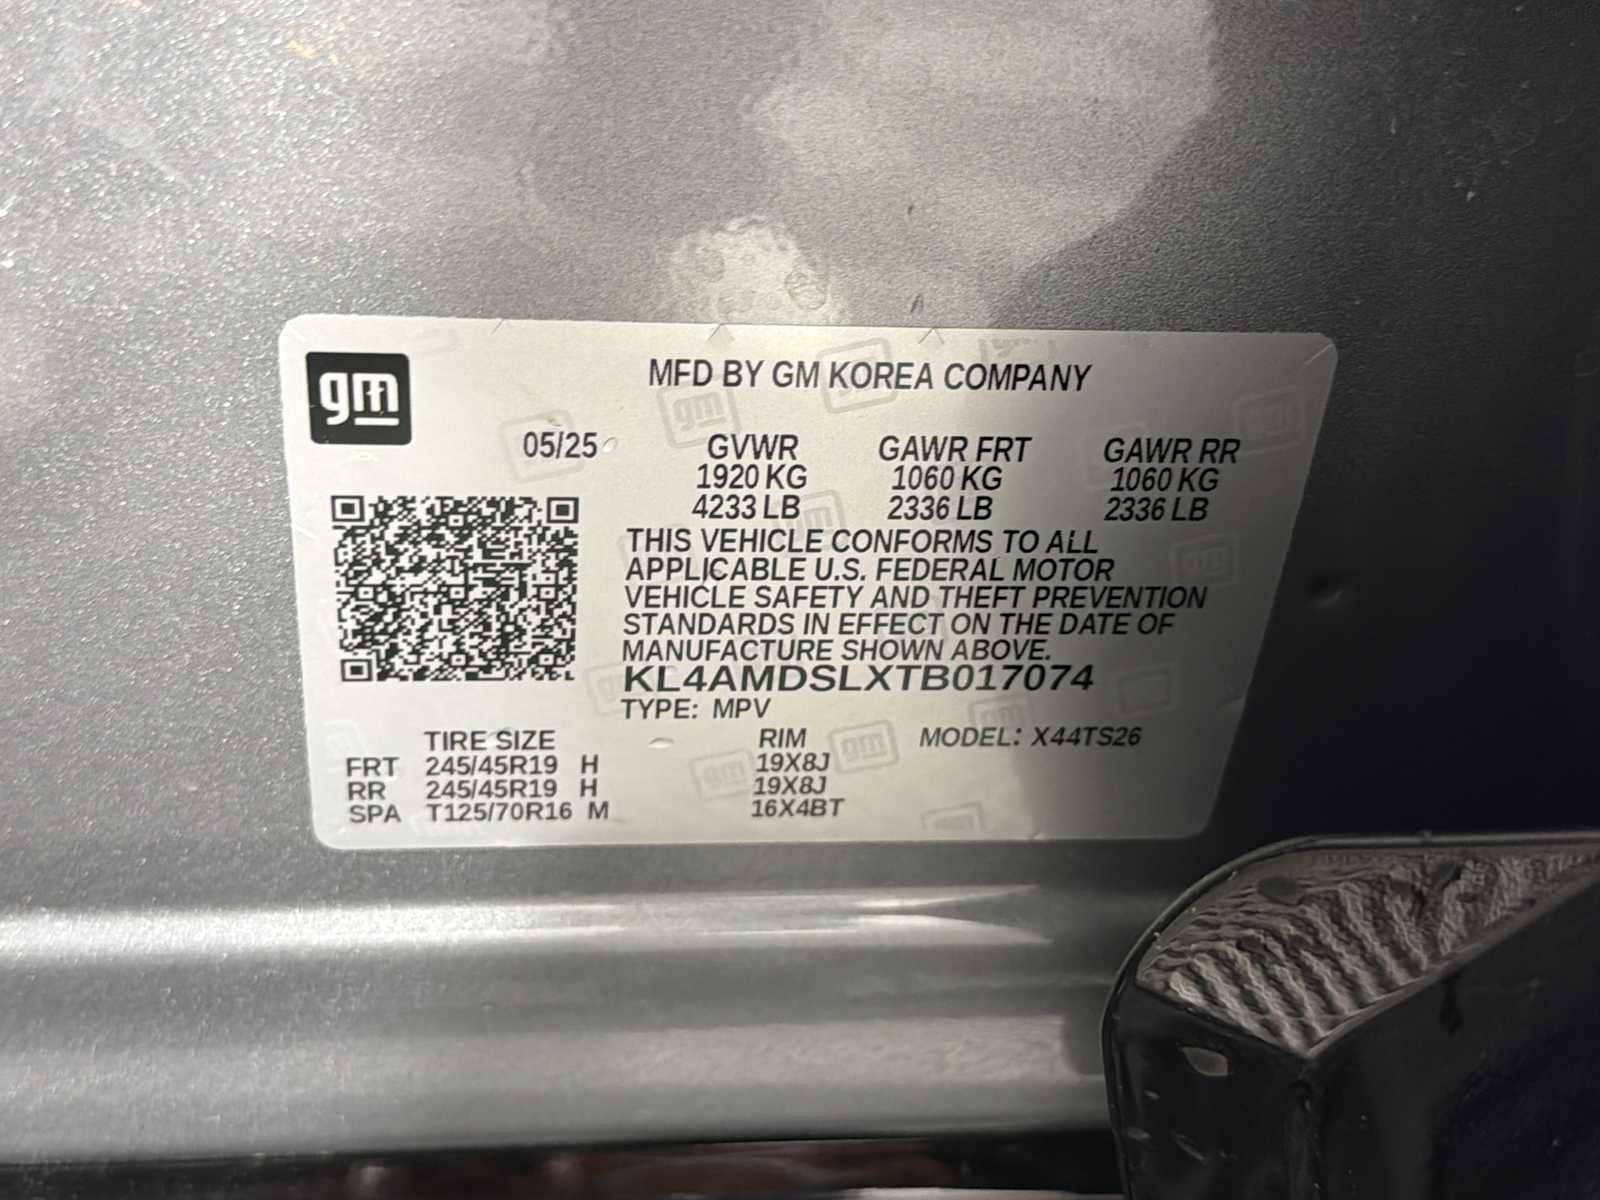 gm
MFD BY GM KOREA COMPANY
05/25 GVWR GAWR FRT GAWR RR
1920 KG 1060 KG 1060 KG
4233 LB 2336 LB 2336 LB
THIS VEHICLE CONFORMS TO ALL
APPLICABLE U.S. FEDERAL MOTOR
VEHICLE SAFETY AND THEFT PREVENTION
STANDARDS IN EFFECT ON THE DATE OF
MANUFACTURE SHOWN ABOVE.
KL4AMDSLXTB017074
TYPE: MPV
TIRE SIZE RIM MODEL: X44TS26
FRT 245/45R19 H 19X8J
RR 245/45R19 H 19X8J
SPA T125/70R16 M 16X4BT